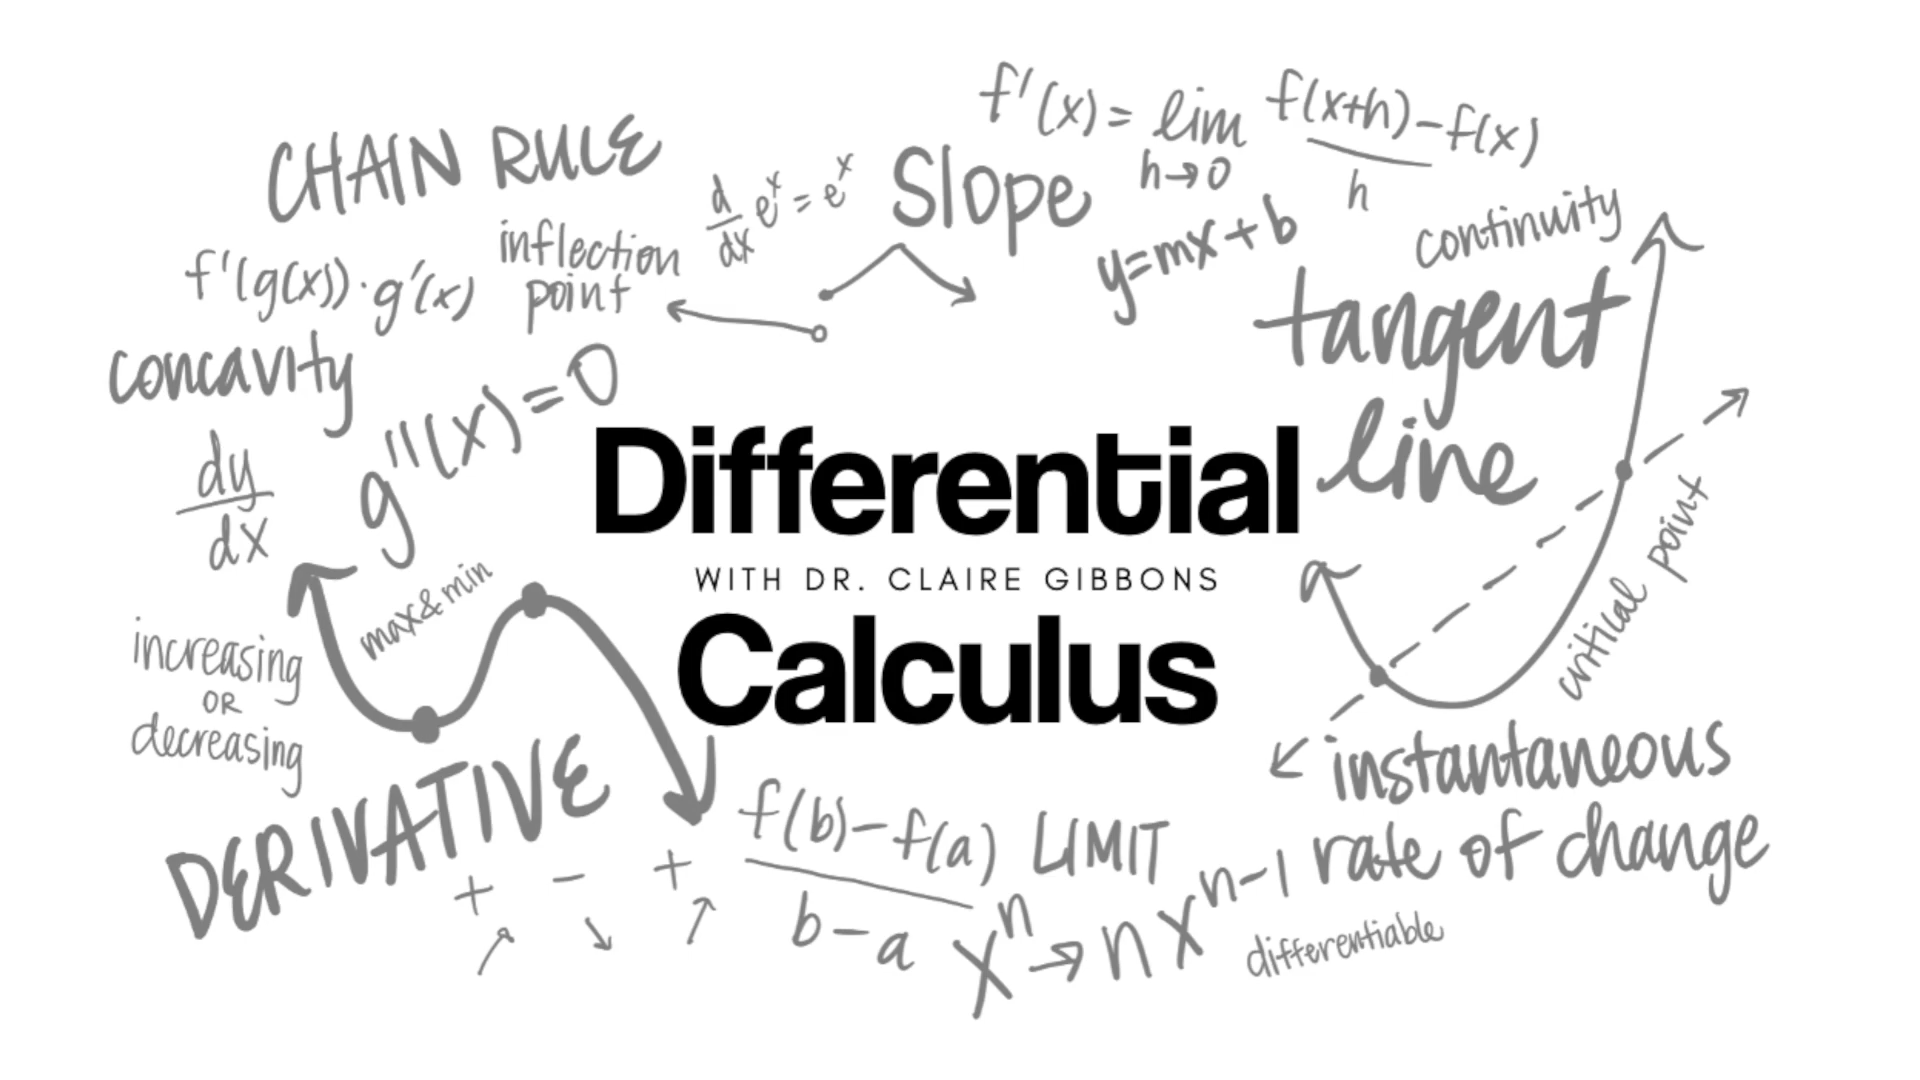 CHAIN RULE
f'(g(x))·g'(x)
inflection
point
d/dx e^x = e^x
Slope
f'(x) = lim h→0 f(x+h)-f(x)/h
y=mx+b
continuity
tangent
line
concavity
g''(x)=0
dy/dx
Differential
WITH DR. CLAIRE GIBBONS
Calculus
max&min
increasing
OR
decreasing
critical point
DERIVATIVE
+ - +
f(b)-f(a)/b-a
LIMIT
x^n → nx^n-1
instantaneous
rate of change
differentiable